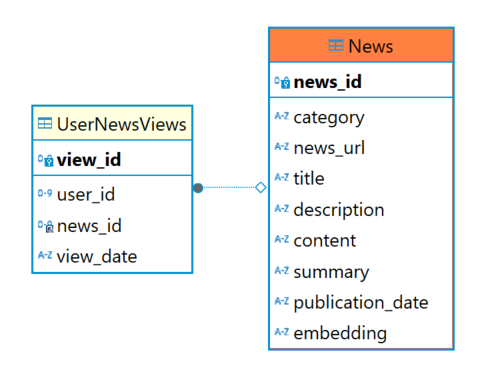 UserNewsViews
view_id
user_id
news_id
view_date
News
news_id
category
news_url
title
description
content
summary
publication_date
embedding